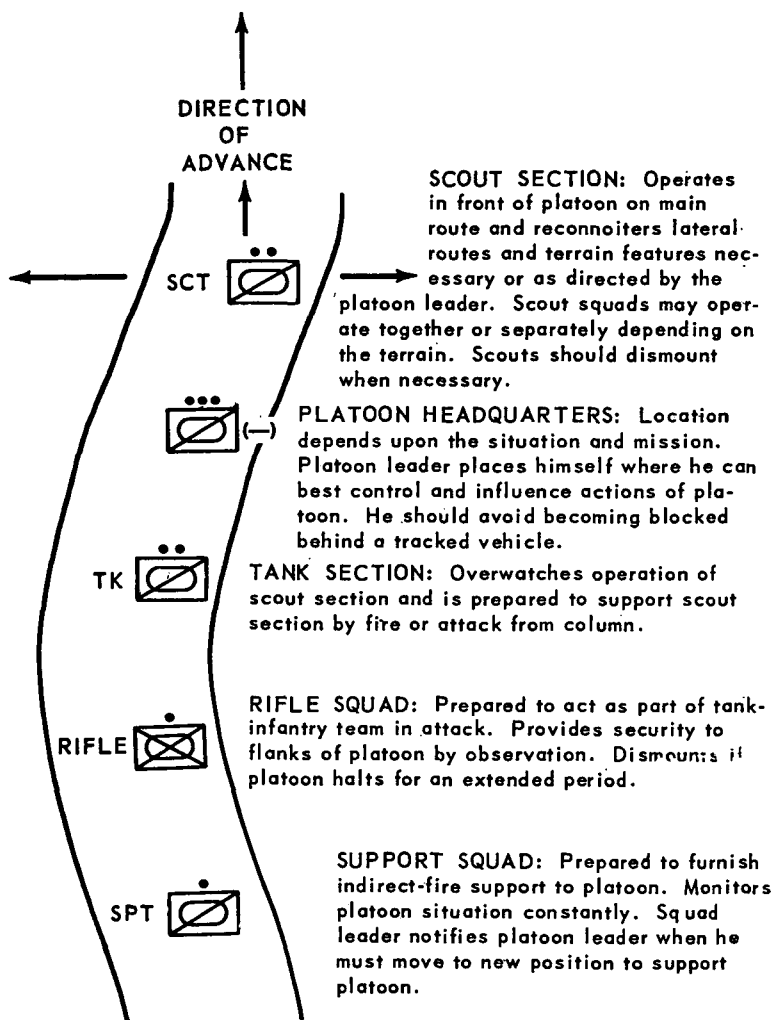 DIRECTION
OF
ADVANCE
SCT
SCOUT SECTION: Operates
in front of platoon on main
route and reconnoiters lateral
routes and terrain features nec-
essary or as directed by the
platoon leader. Scout squads may oper-
ate together or separately depending on
the terrain. Scouts should dismount
when necessary.
(—)
PLATOON HEADQUARTERS: Location
depends upon the situation and mission.
Platoon leader places himself where he can
best control and influence actions of pla-
toon. He should avoid becoming blocked
behind a tracked vehicle.
TK
TANK SECTION: Overwatches operation of
scout section and is prepared to support scout
section by fire or attack from column.
RIFLE
RIFLE SQUAD: Prepared to act as part of tank-
infantry team in attack. Provides security to
flanks of platoon by observation. Dismounts if
platoon halts for an extended period.
SPT
SUPPORT SQUAD: Prepared to furnish
indirect-fire support to platoon. Monitors
platoon situation constantly. Squad
leader notifies platoon leader when he
must move to new position to support
platoon.